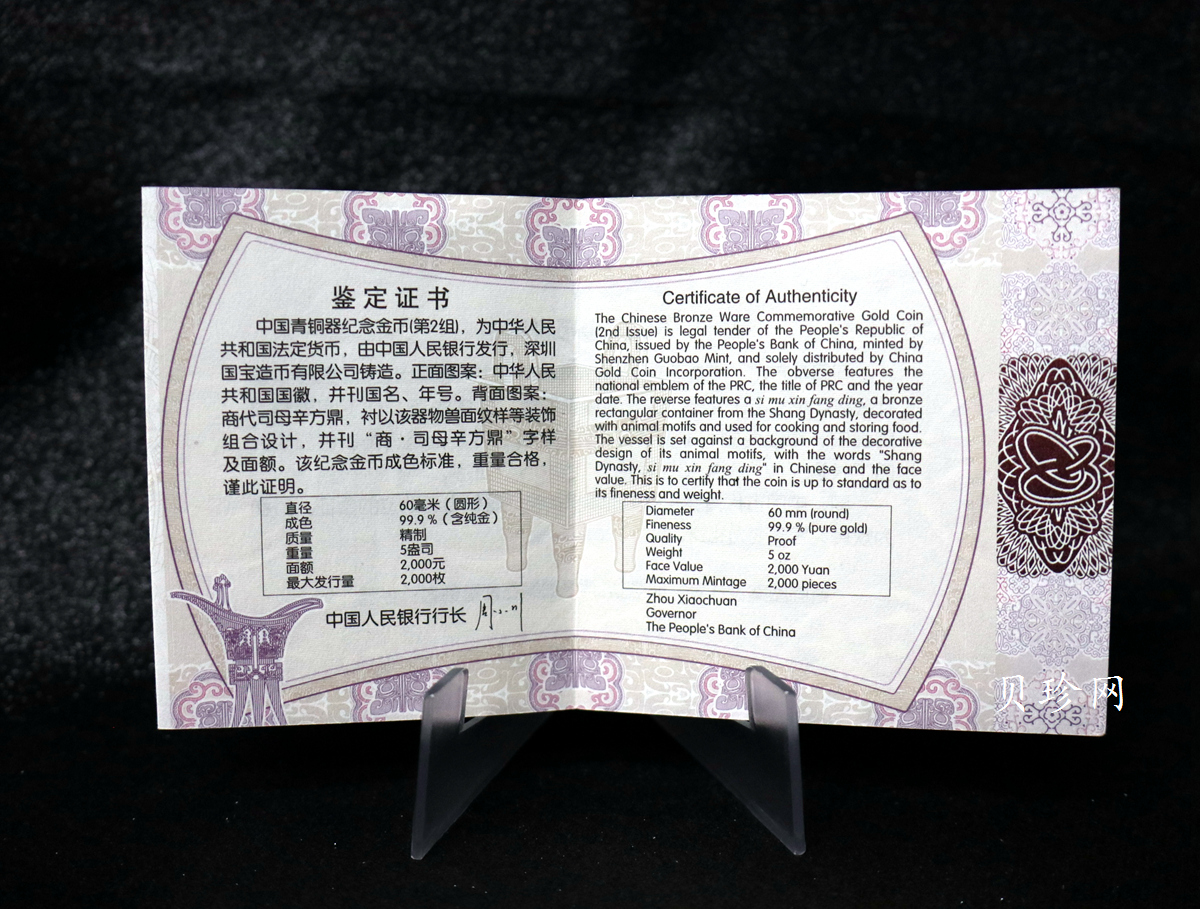 鉴定证书
中国青铜器纪念金币(第2组)，为中华人民
共和国法定货币，由中国人民银行发行，深圳
国宝造币有限公司铸造。正面图案：中华人民
共和国国徽，并刊国名、年号。背面图案：
商代司母辛方鼎，衬以该器物兽面纹样等装饰
组合设计，并刊“商·司母辛方鼎”字样
及面额。该纪念金币成色标准，重量合格，
谨此证明。
直径 60毫米（圆形）
成色 99.9%（含纯金）
质量 精制
重量 5盎司
面额 2,000元
最大发行量 2,000枚
中国人民银行行长 周小川
Certificate of Authenticity
The Chinese Bronze Ware Commemorative Gold Coin
(2nd Issue) is legal tender of the People's Republic of
China, issued by the People's Bank of China, minted by
Shenzhen Guobao Mint, and solely distributed by China
Gold Coin Incorporation. The obverse features the
national emblem of the PRC, the title of PRC and the year
date. The reverse features a si mu xin fang ding, a bronze
rectangular container from the Shang Dynasty, decorated
with animal motifs and used for cooking and storing food.
The vessel is set against a background of the decorative
design of its animal motifs, with the words "Shang
Dynasty, si mu xin fang ding" in Chinese and the face
value. This is to certify that the coin is up to standard as to
its fineness and weight.
Diameter 60 mm (round)
Fineness 99.9 % (pure gold)
Quality Proof
Weight 5 oz
Face Value 2,000 Yuan
Maximum Mintage 2,000 pieces
Zhou Xiaochuan
Governor
The People's Bank of China
贝珍网